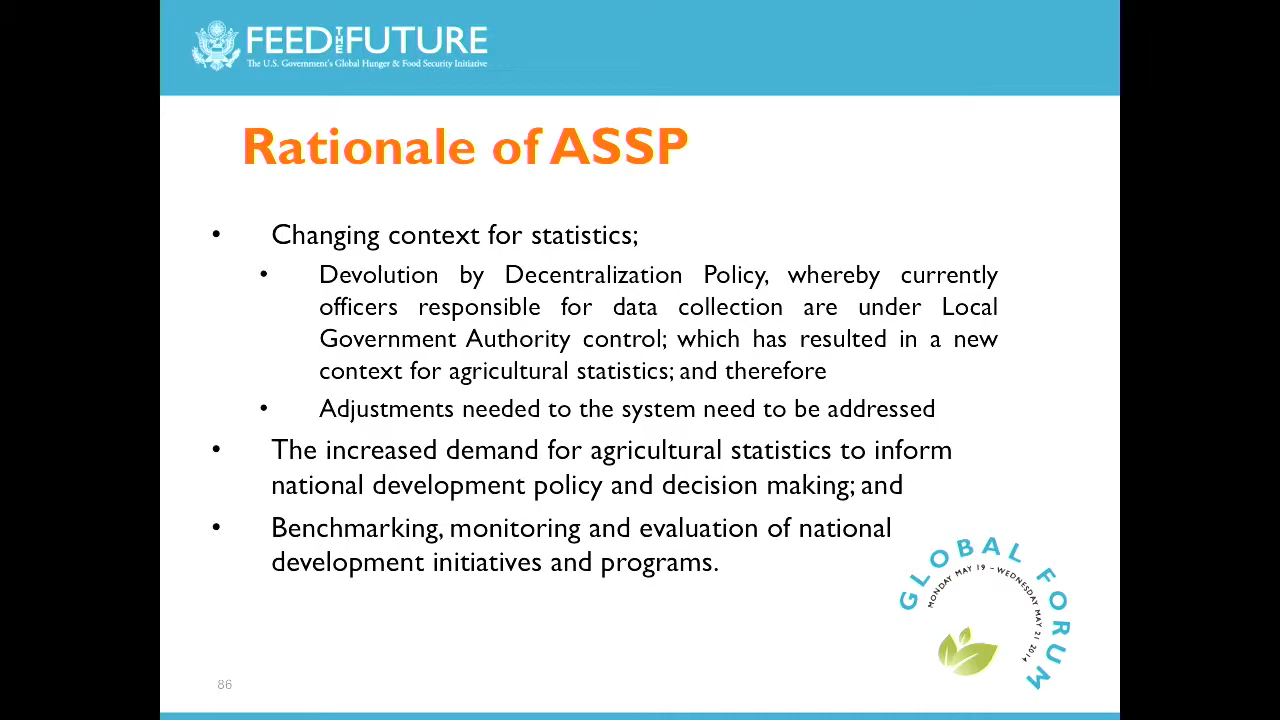 FEED THE FUTURE
The U.S. Government's Global Hunger & Food Security Initiative
Rationale of ASSP
• Changing context for statistics;
• Devolution by Decentralization Policy, whereby currently
officers responsible for data collection are under Local
Government Authority control; which has resulted in a new
context for agricultural statistics; and therefore
• Adjustments needed to the system need to be addressed
• The increased demand for agricultural statistics to inform
national development policy and decision making; and
• Benchmarking, monitoring and evaluation of national
development initiatives and programs.
GLOBAL FORUM
MONDAY MAY 19 – WEDNESDAY MAY 21 2014
86